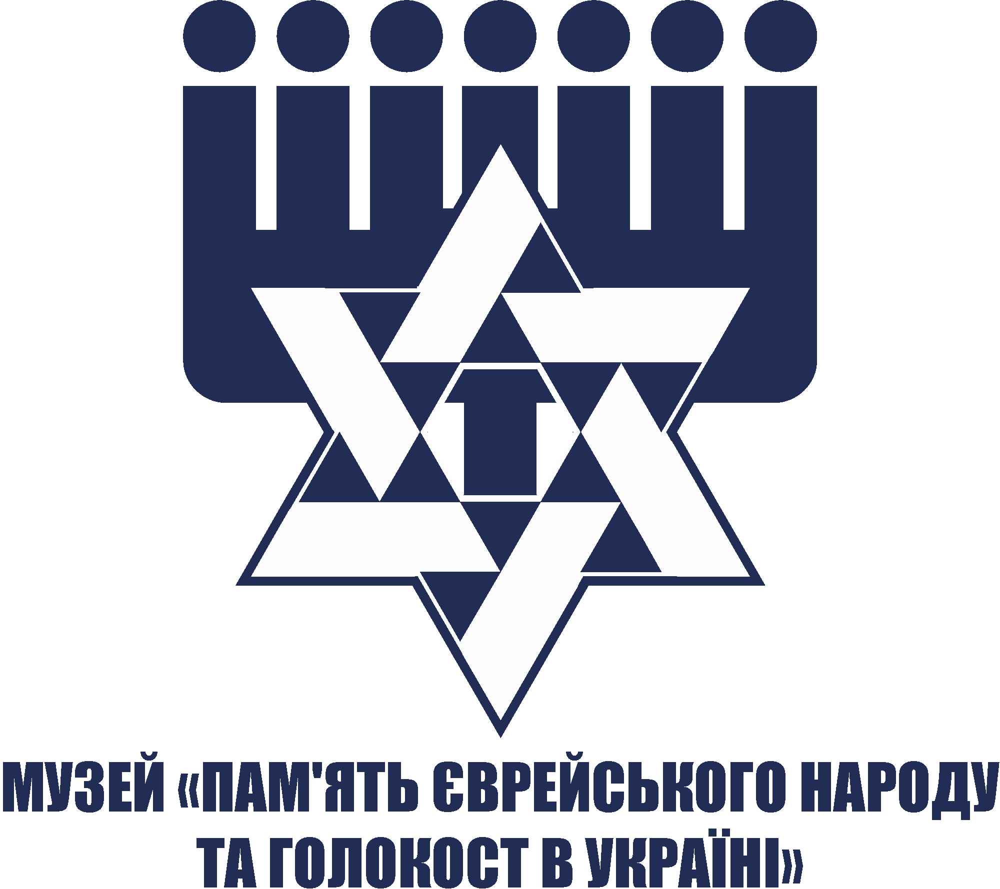 МУЗЕЙ «ПАМ'ЯТЬ ЄВРЕЙСЬКОГО НАРОДУ
ТА ГОЛОКОСТ В УКРАЇНІ»